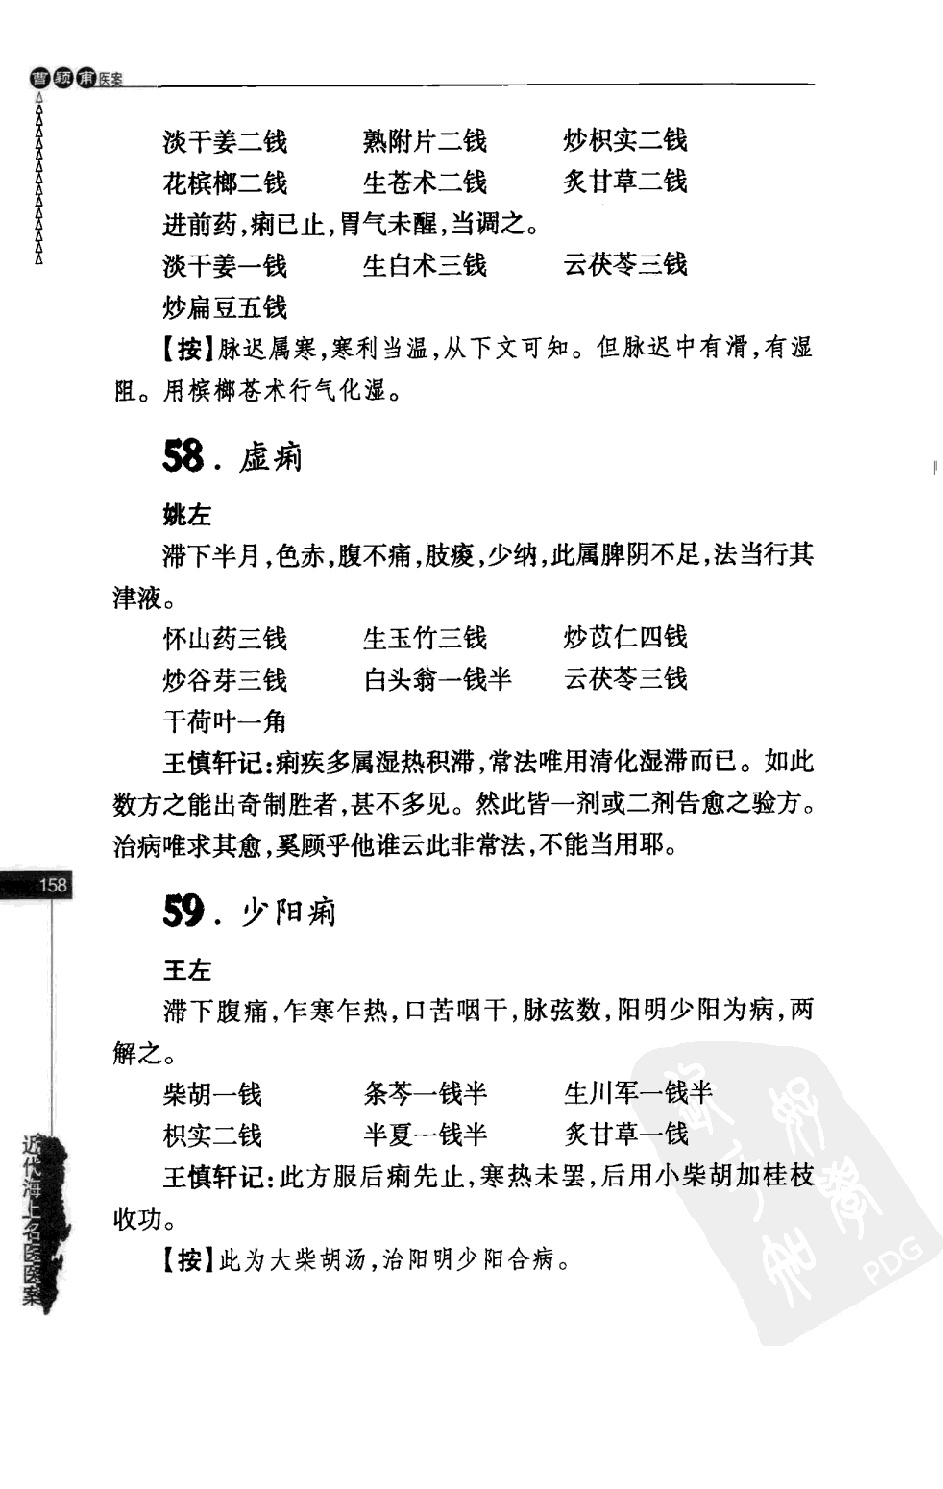 曹颖甫医案
淡干姜二钱 熟附片二钱 炒枳实二钱
花槟榔二钱 生苍术二钱 炙甘草二钱
进前药,痢已止,胃气未醒,当调之。
淡干姜一钱 生白术三钱 云茯苓三钱
炒扁豆五钱
【按】脉迟属寒,寒利当温,从下文可知。但脉迟中有滑,有湿
阻。用槟榔苍术行气化湿。
58.虚痢
姚左
滞下半月,色赤,腹不痛,肢痠,少纳,此属脾阴不足,法当行其
津液。
怀山药三钱 生玉竹三钱 炒苡仁四钱
炒谷芽三钱 白头翁一钱半 云茯苓三钱
干荷叶一角
王慎轩记:痢疾多属湿热积滞,常法唯用清化湿滞而已。如此
数方之能出奇制胜者,甚不多见。然此皆一剂或二剂告愈之验方。
治病唯求其愈,奚顾乎他谁云此非常法,不能当用耶。
158
59.少阳痢
王左
滞下腹痛,乍寒乍热,口苦咽干,脉弦数,阳明少阳为病,两
解之。
柴胡一钱 条芩一钱半 生川军一钱半
枳实二钱 半夏一钱半 炙甘草一钱
王慎轩记:此方服后痢先止,寒热未罢,后用小柴胡加桂枝
收功。
【按】此为大柴胡汤,治阳明少阳合病。
近代海上名医医案
PDG